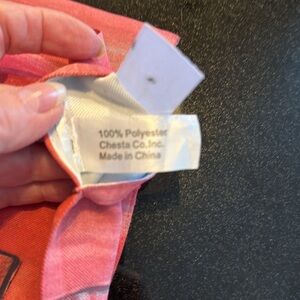 100% Polyester
Chesta Co,.Inc.
Made in China